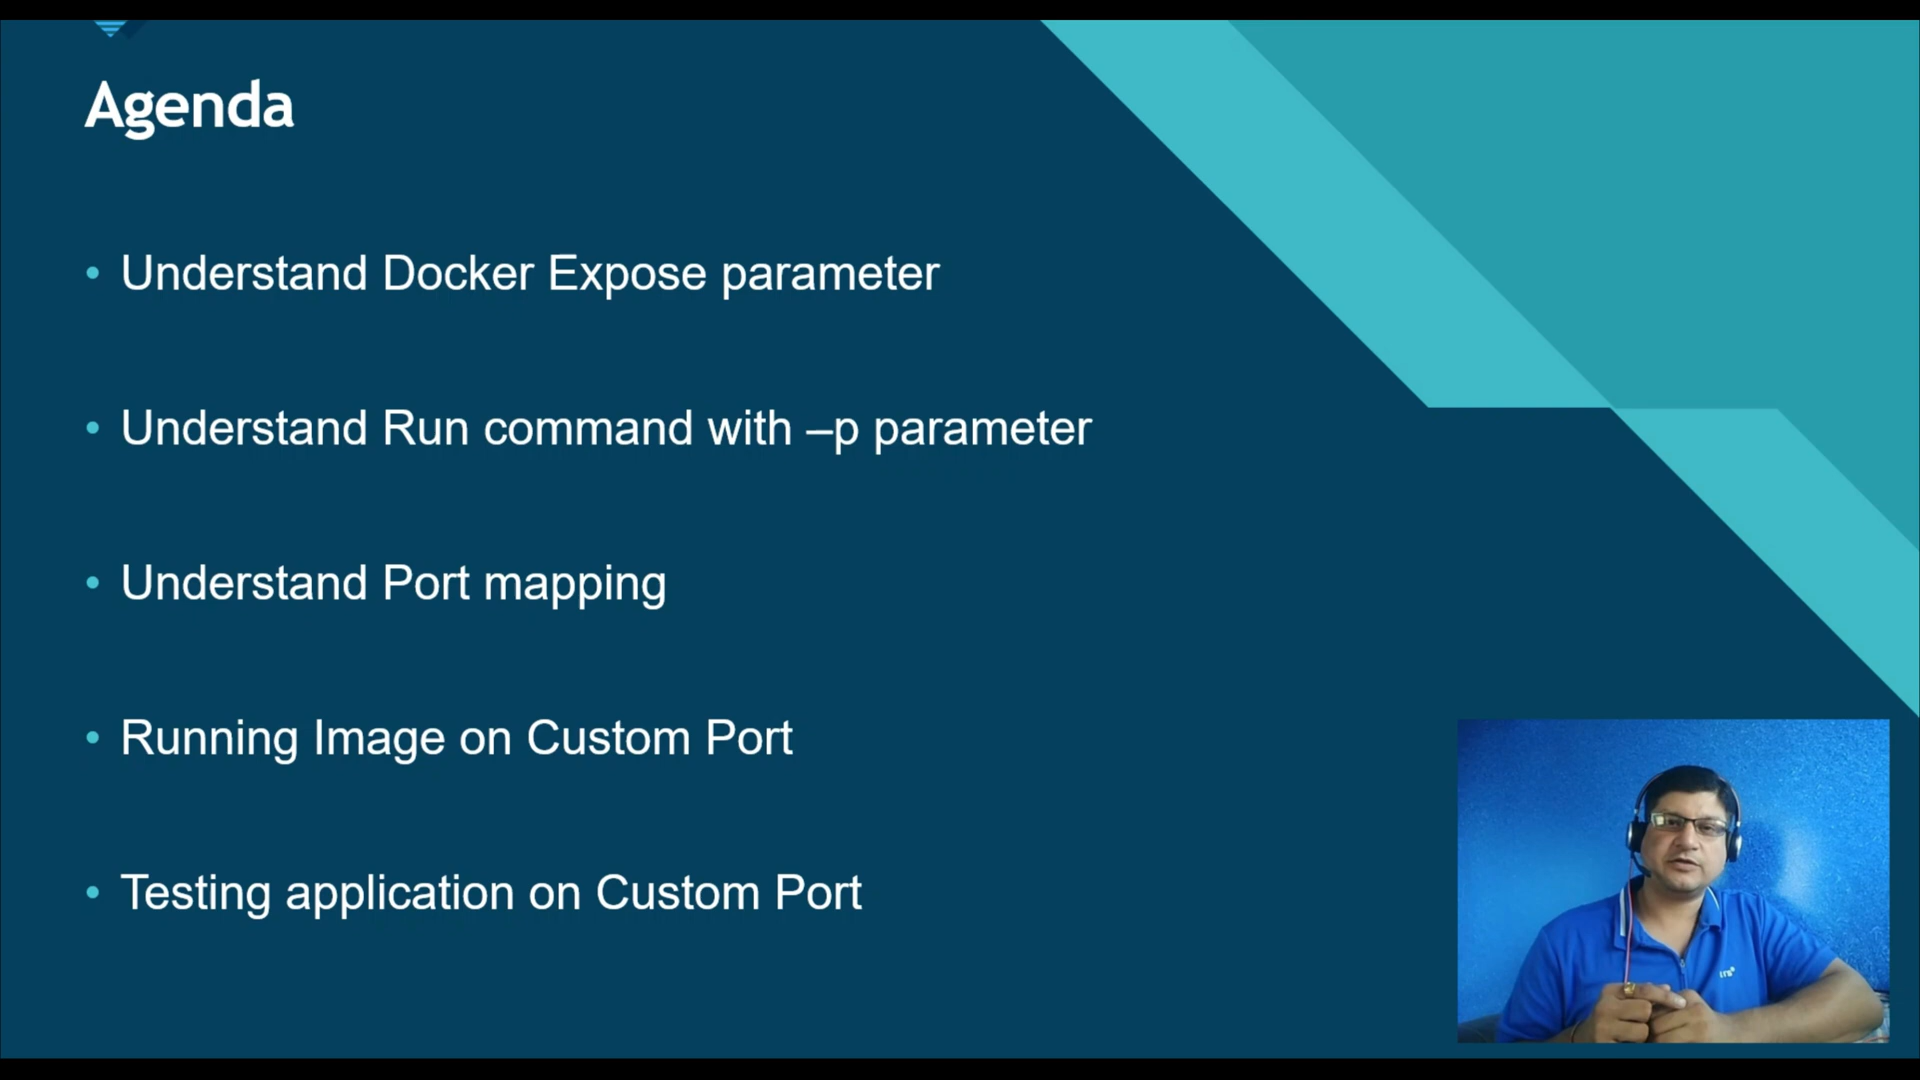 Agenda
• Understand Docker Expose parameter
• Understand Run command with –p parameter
• Understand Port mapping
• Running Image on Custom Port
• Testing application on Custom Port